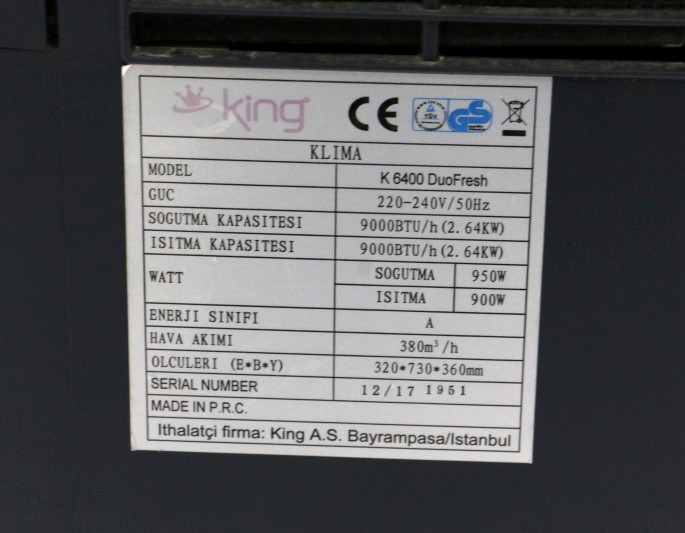 king CE TÜV GS
KLIMA
MODEL K 6400 DuoFresh
GUC 220-240V/50Hz
SOGUTMA KAPASITESI 9000BTU/h (2. 64KW)
ISITMA KAPASITESI 9000BTU/h (2. 64KW)
WATT SOGUTMA 950W
ISITMA 900W
ENERJI SINIFI A
HAVA AKIMI 380m³/h
OLCULERI (E*B*Y) 320*730*360mm
SERIAL NUMBER 12/17 1951
MADE IN P.R.C.
Ithalatçi firma: King A.S. Bayrampasa/Istanbul